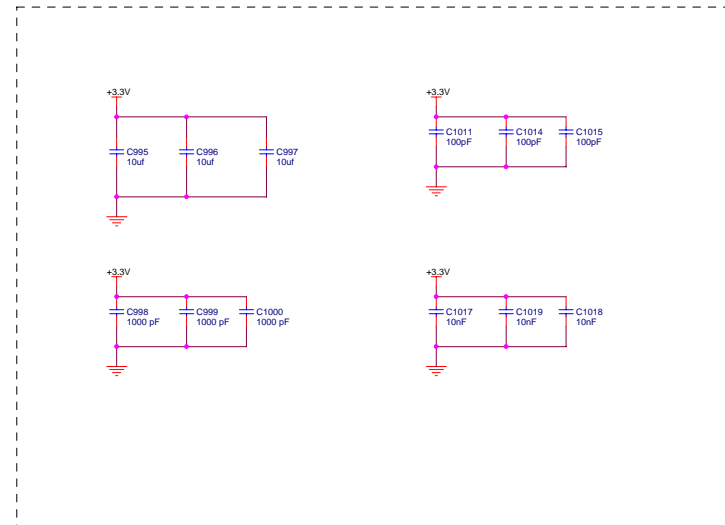 +3.3V
C995
10uf
C996
10uf
C997
10uf
+3.3V
C1011
100pF
C1014
100pF
C1015
100pF
+3.3V
C998
1000 pF
C999
1000 pF
C1000
1000 pF
+3.3V
C1017
10nF
C1019
10nF
C1018
10nF